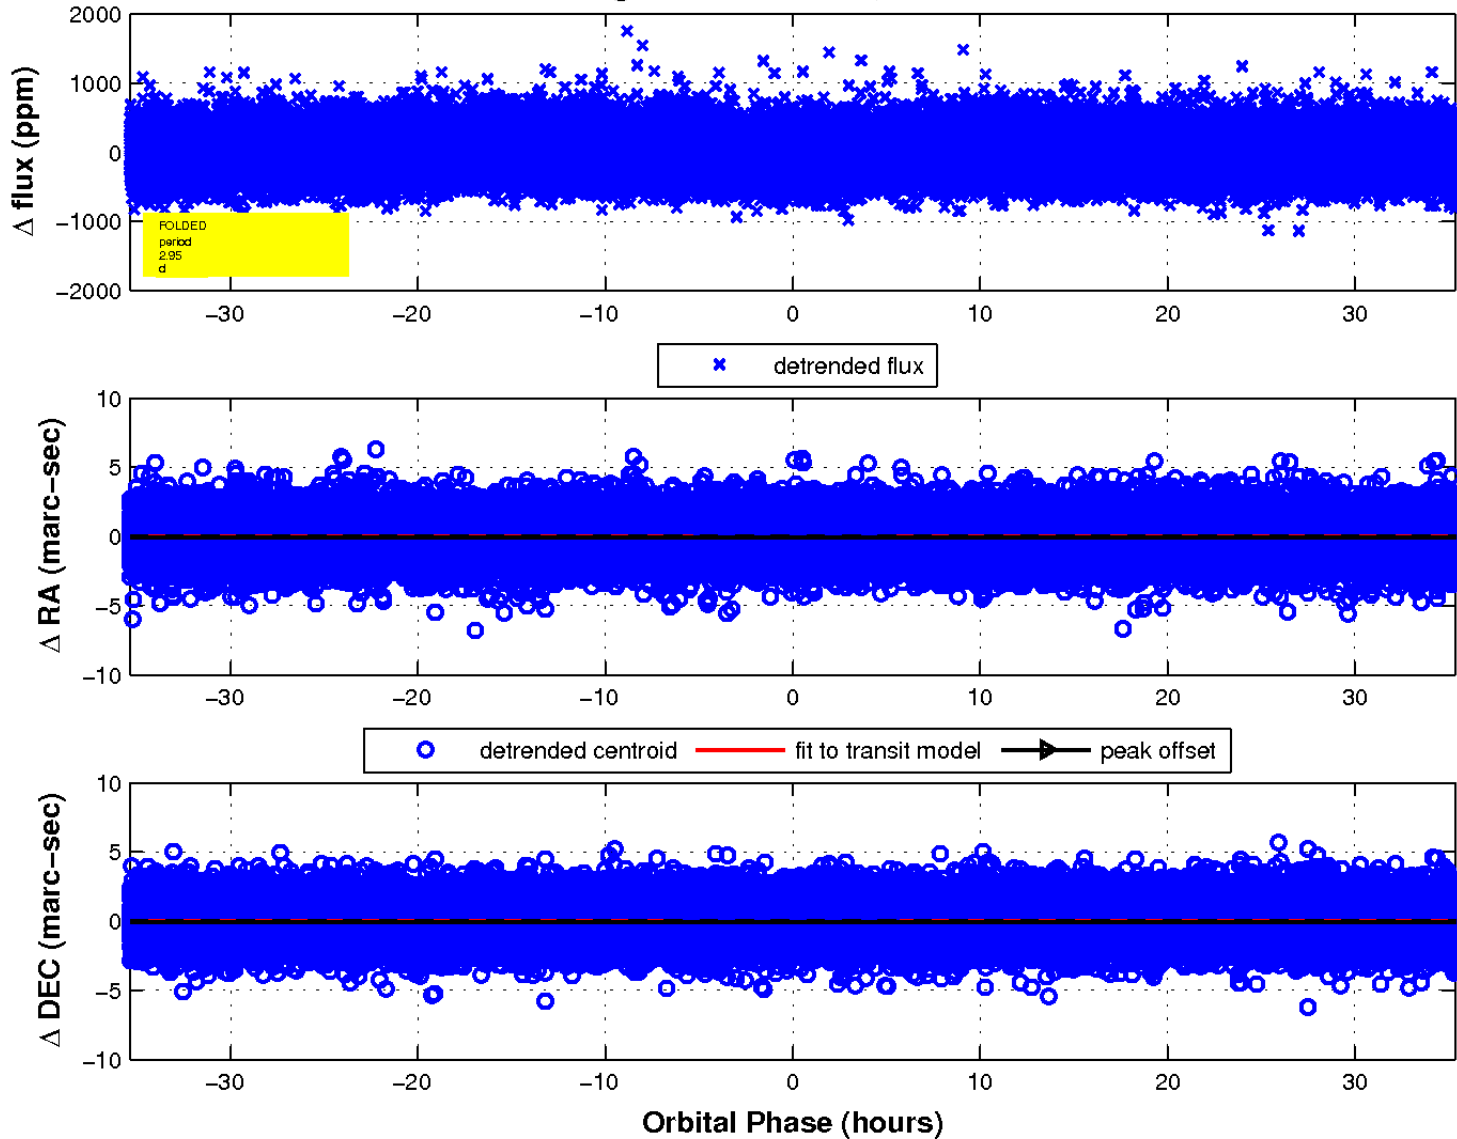 2000
1000
0
−1000
−2000
Δ flux (ppm)
FOLDED
period
2.95
d
−30 −20 −10 0 10 20 30
detrended flux
10
5
0
−5
−10
Δ RA (marc−sec)
−30 −20 −10 0 10 20 30
detrended centroid fit to transit model peak offset
10
5
0
−5
−10
Δ DEC (marc−sec)
−30 −20 −10 0 10 20 30
Orbital Phase (hours)